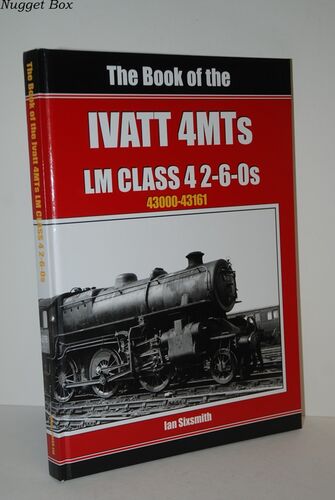 Nugget Box
The Book of the
IVATT 4MTs
LM CLASS 4 2-6-0s
43000-43161
Ian Sixsmith
The Book of the Ivatt 4MTs LM CLASS 4 2-6-0s